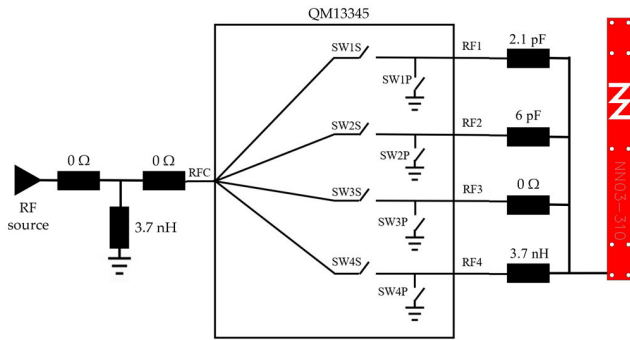 QM13345
SW1S
RF1
2.1 pF
SW1P
SW2S
RF2
6 pF
SW2P
0 Ω
0 Ω
RFC
SW3S
RF3
0 Ω
RF
source
3.7 nH
SW3P
SW4S
RF4
3.7 nH
SW4P
NN03-310